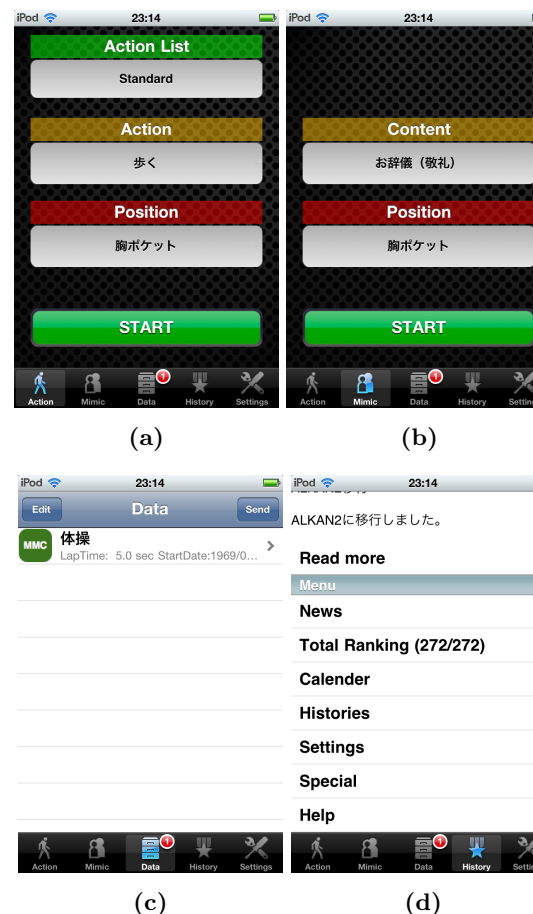 iPod 23:14
Action List
Standard
Action
歩く
Position
胸ポケット
START
1
Action Mimic Data History Settings
(a)
iPod 23:14
Content
お辞儀（敬礼）
Position
胸ポケット
START
1
Action Mimic Data History Settin
(b)
iPod 23:14
Edit Data Send
MMC 体操
LapTime: 5.0 sec StartDate:1969/0...
1
Action Mimic Data History Settings
(c)
iPod 23:14
ALKAN2に移行しました。
Read more
Menu
News
Total Ranking (272/272)
Calender
Histories
Settings
Special
Help
1
Action Mimic Data History Settin
(d)